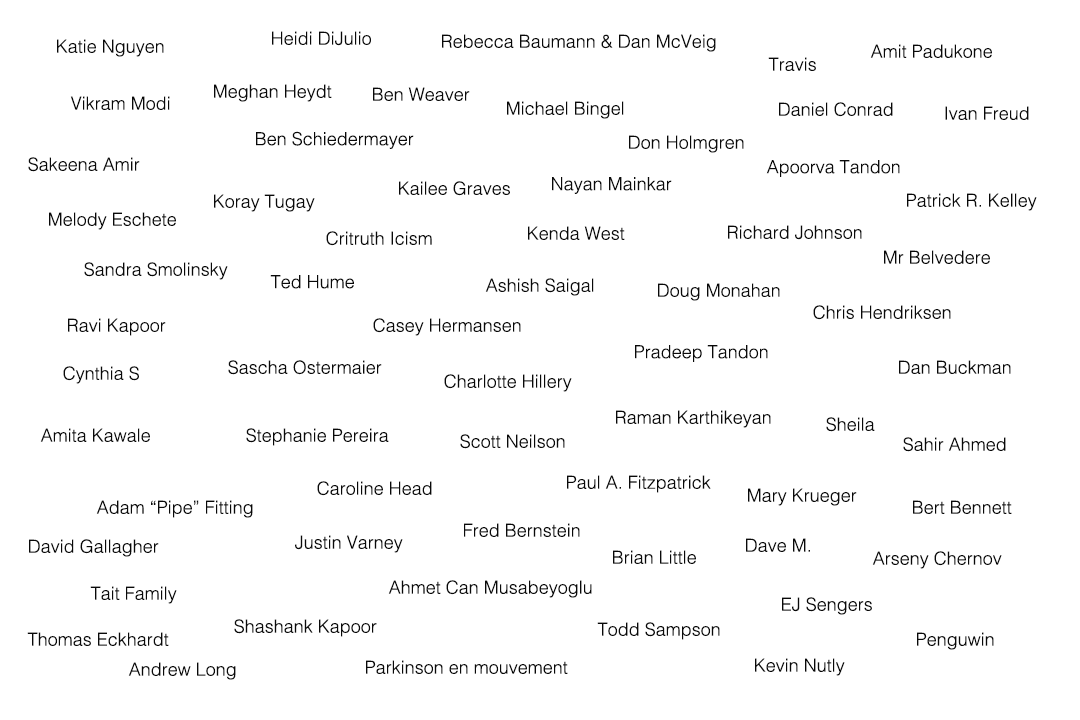 Katie Nguyen
Heidi DiJulio
Rebecca Baumann & Dan McVeig
Travis
Amit Padukone
Vikram Modi
Meghan Heydt
Ben Weaver
Michael Bingel
Daniel Conrad
Ivan Freud
Ben Schiedermayer
Don Holmgren
Sakeena Amir
Apoorva Tandon
Kailee Graves
Nayan Mainkar
Koray Tugay
Patrick R. Kelley
Melody Eschete
Critruth Icism
Kenda West
Richard Johnson
Mr Belvedere
Sandra Smolinsky
Ted Hume
Ashish Saigal
Doug Monahan
Chris Hendriksen
Ravi Kapoor
Casey Hermansen
Pradeep Tandon
Cynthia S
Sascha Ostermaier
Charlotte Hillery
Dan Buckman
Raman Karthikeyan
Sheila
Amita Kawale
Stephanie Pereira
Scott Neilson
Sahir Ahmed
Caroline Head
Paul A. Fitzpatrick
Mary Krueger
Adam “Pipe” Fitting
Bert Bennett
Fred Bernstein
David Gallagher
Justin Varney
Brian Little
Dave M.
Arseny Chernov
Tait Family
Ahmet Can Musabeyoglu
EJ Sengers
Thomas Eckhardt
Shashank Kapoor
Todd Sampson
Penguwin
Andrew Long
Parkinson en mouvement
Kevin Nutly